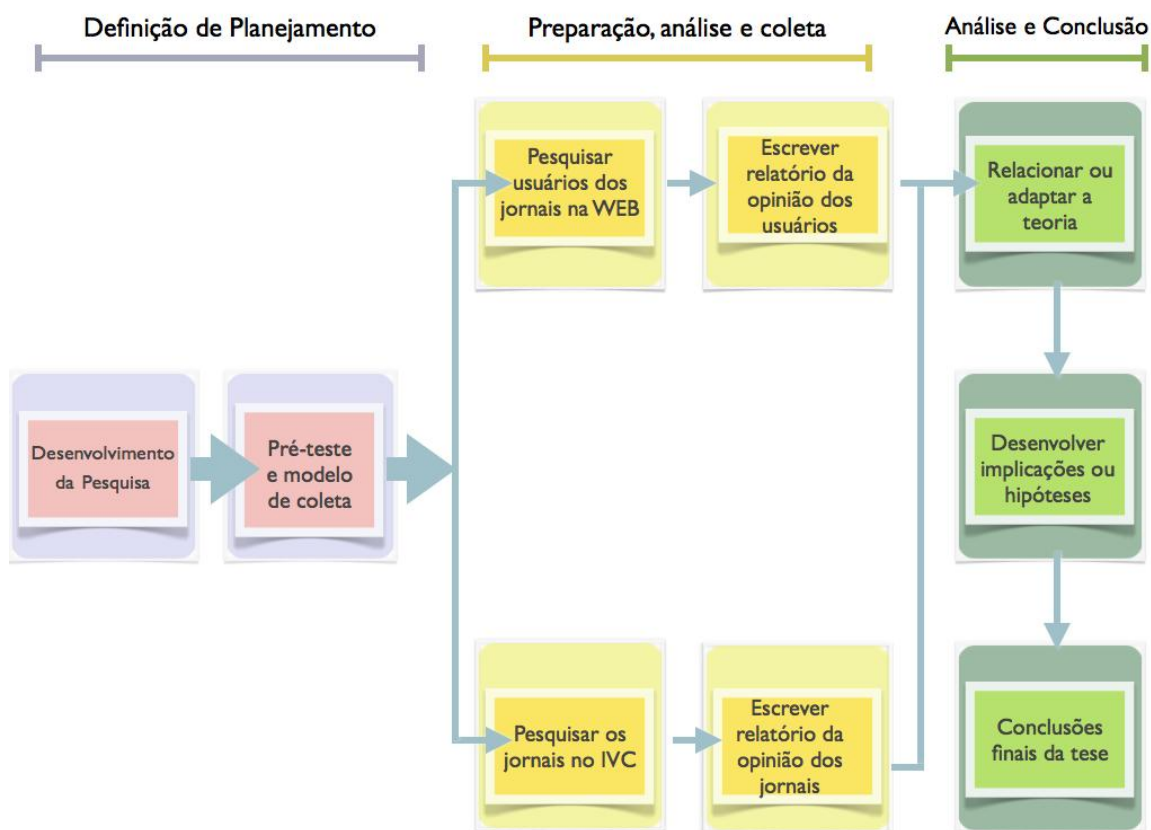 Definição de Planejamento
Preparação, análise e coleta
Análise e Conclusão
Pesquisar
usuários dos
jornais na WEB
Escrever
relatório da
opinião dos
usuários
Relacionar ou
adaptar a
teoria
Desenvolvimento
da Pesquisa
Pré-teste
e modelo
de coleta
Desenvolver
implicações ou
hipóteses
Pesquisar os
jornais no IVC
Escrever
relatório da
opinião dos
jornais
Conclusões
finais da tese